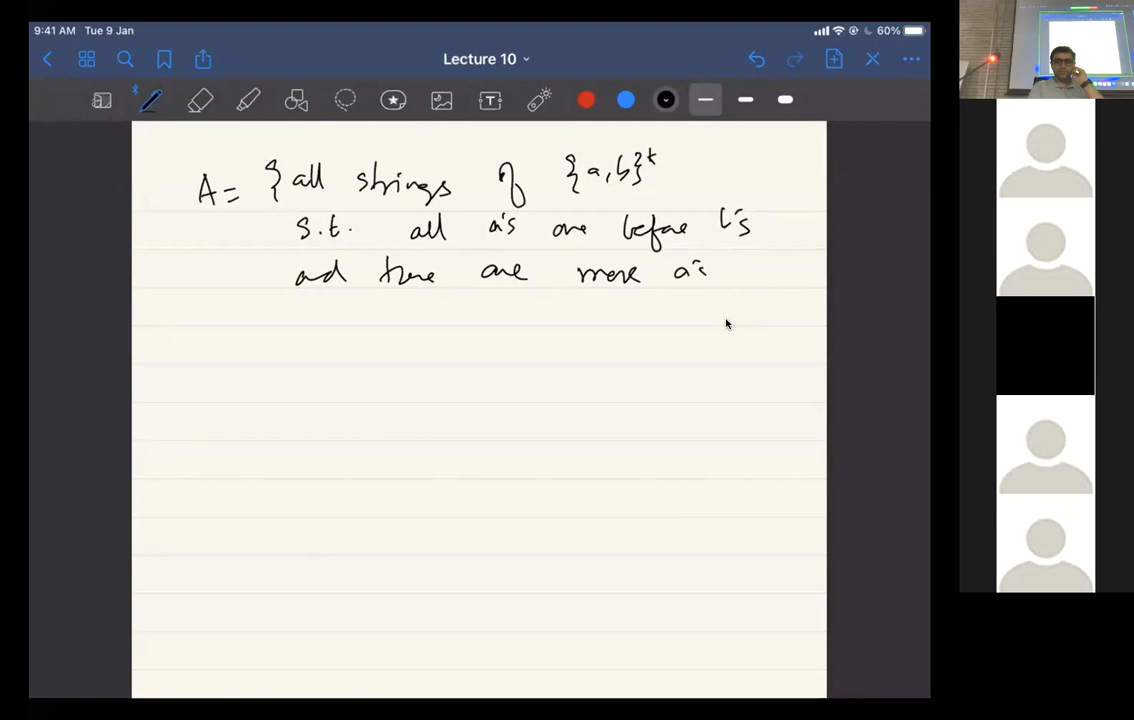 9:41 AM Tue 9 Jan
60%
Lecture 10
A = {all strings of {a,b}*
s.t. all a's are before b's
and there are more a's